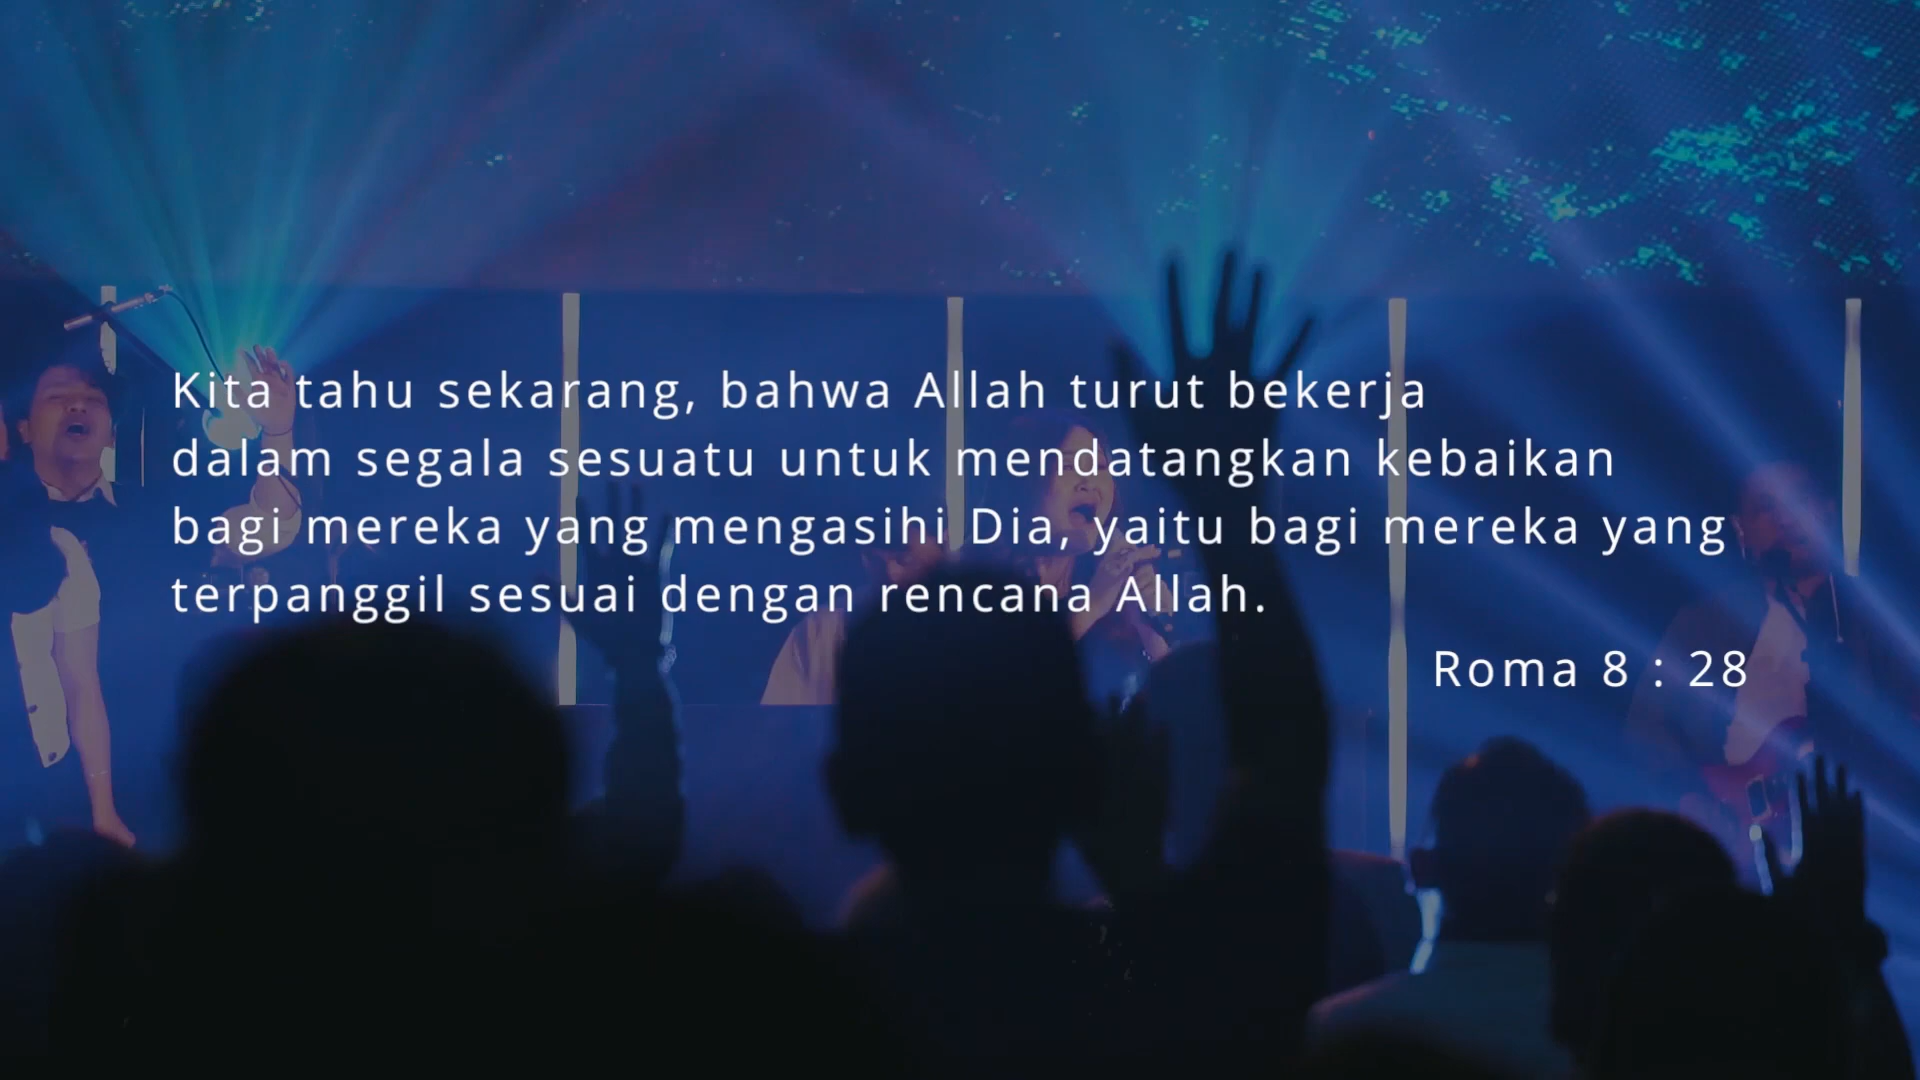 Kita tahu sekarang, bahwa Allah turut bekerja
dalam segala sesuatu untuk mendatangkan kebaikan
bagi mereka yang mengasihi Dia, yaitu bagi mereka yang
terpanggil sesuai dengan rencana Allah.
Roma 8 : 28